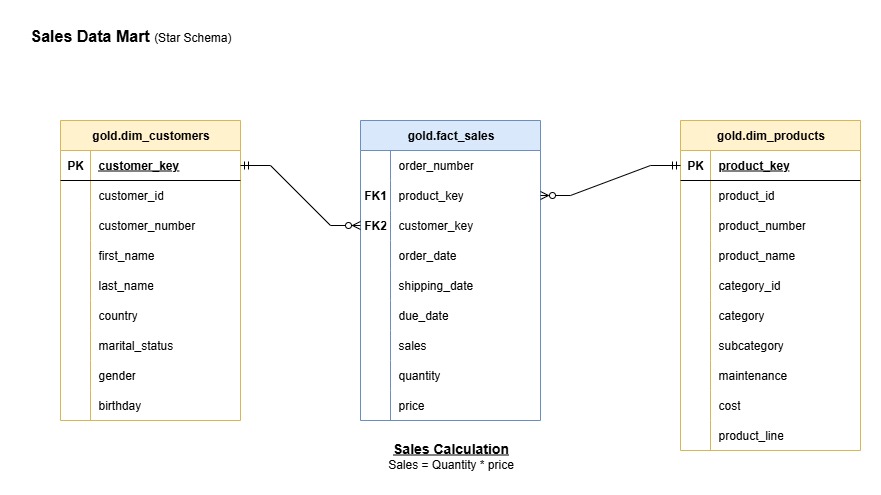 Sales Data Mart (Star Schema)
gold.dim_customers
PK customer_key
customer_id
customer_number
first_name
last_name
country
marital_status
gender
birthday
gold.fact_sales
order_number
FK1 product_key
FK2 customer_key
order_date
shipping_date
due_date
sales
quantity
price
Sales Calculation
Sales = Quantity * price
gold.dim_products
PK product_key
product_id
product_number
product_name
category_id
category
subcategory
maintenance
cost
product_line